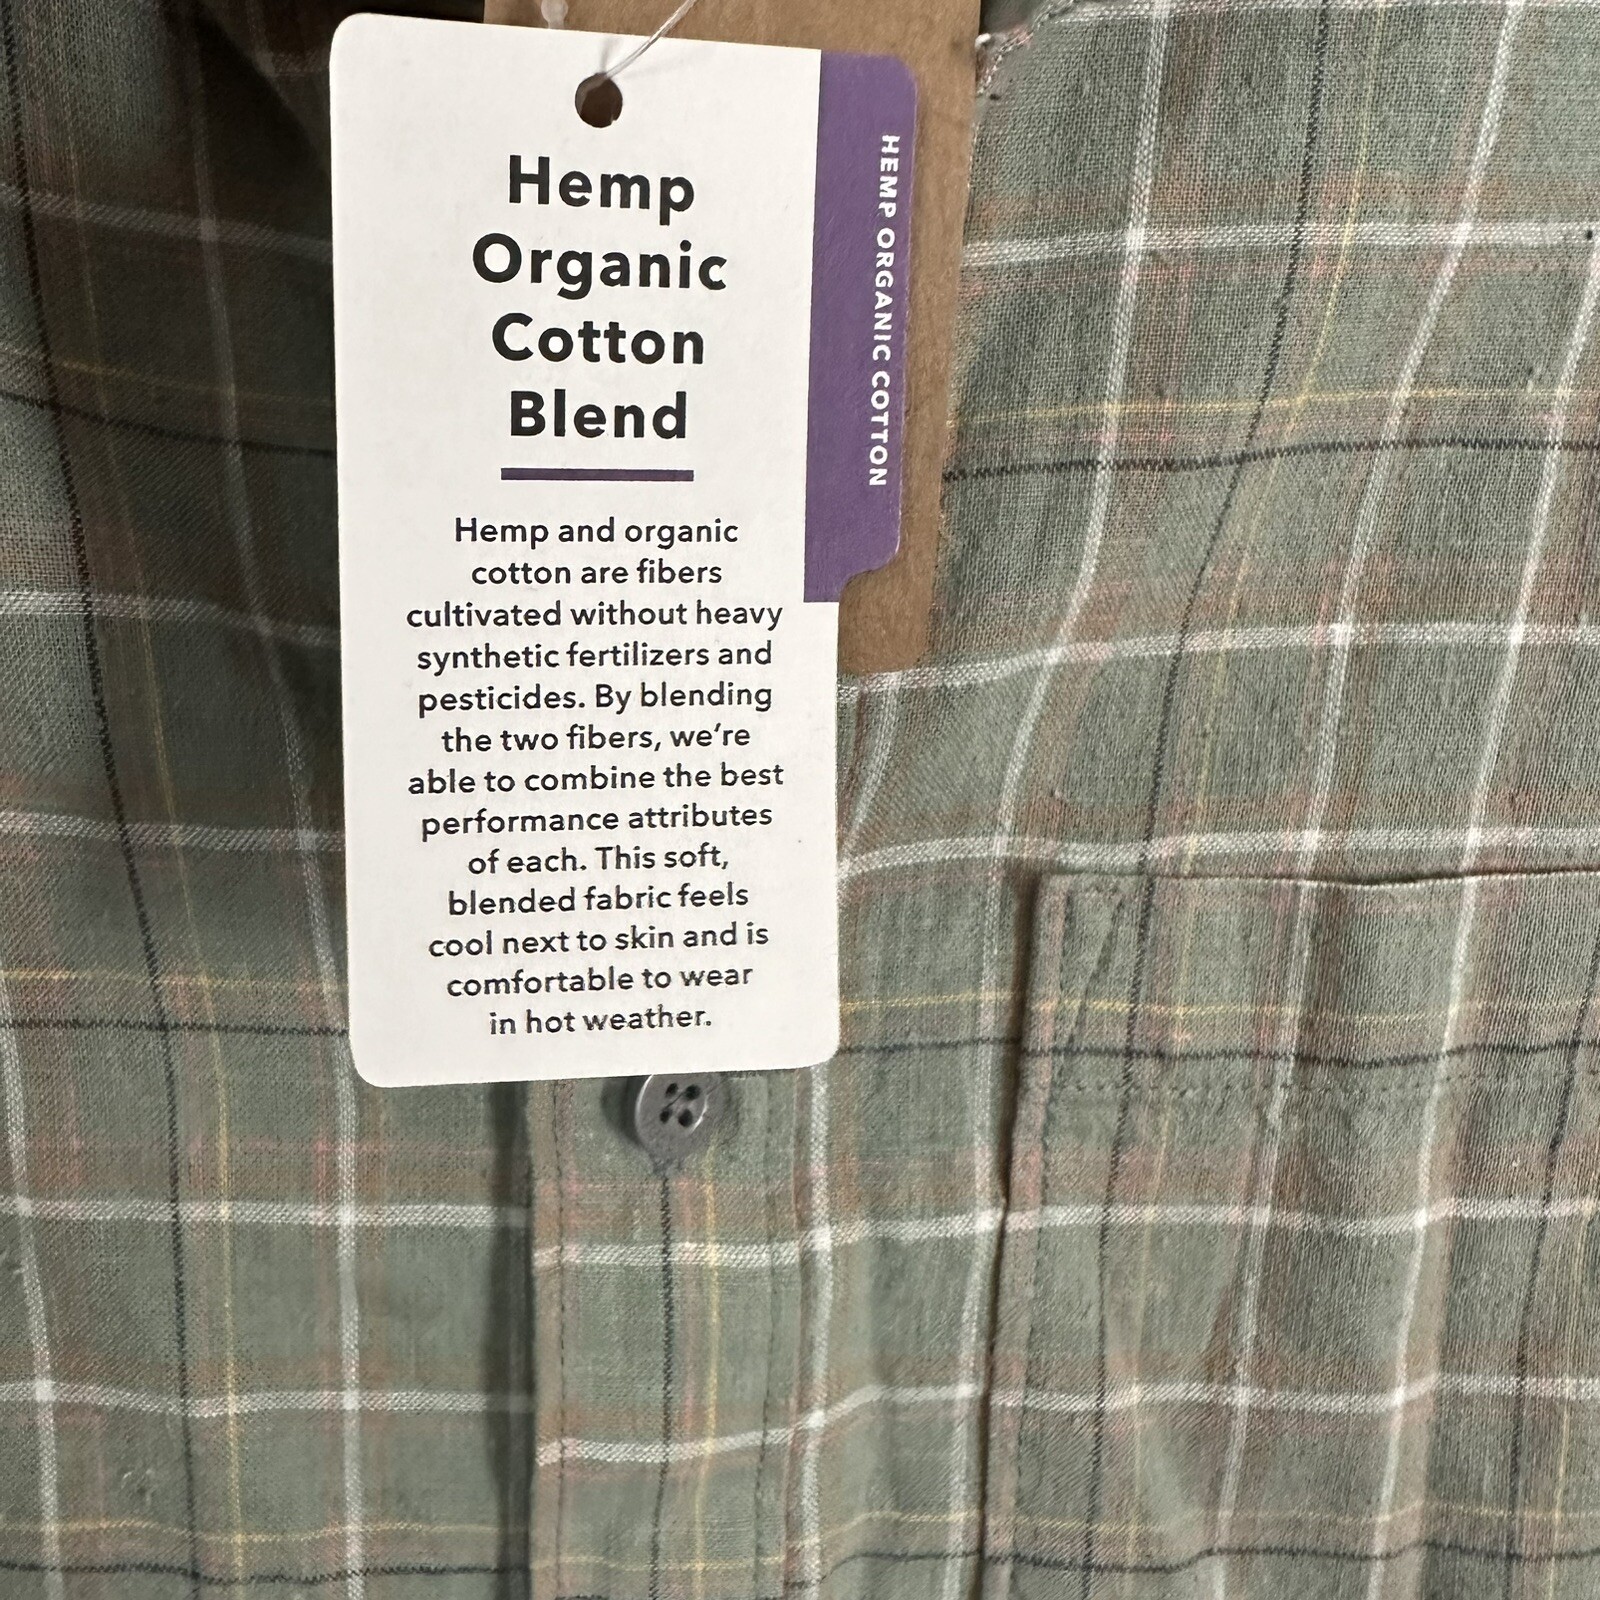 Hemp
Organic
Cotton
Blend
Hemp and organic
cotton are fibers
cultivated without heavy
synthetic fertilizers and
pesticides. By blending
the two fibers, we're
able to combine the best
performance attributes
of each. This soft,
blended fabric feels
cool next to skin and is
comfortable to wear
in hot weather.
HEMP ORGANIC COTTON